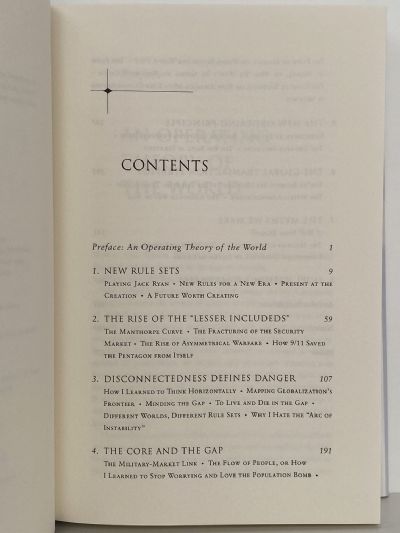 CONTENTS
Preface: An Operating Theory of the World 1
1. NEW RULE SETS 9
PLAYING JACK RYAN • NEW RULES FOR A NEW ERA • PRESENT AT THE
CREATION • A FUTURE WORTH CREATING
2. THE RISE OF THE "LESSER INCLUDEDS" 59
THE MANTHORPE CURVE • THE FRACTURING OF THE SECURITY
MARKET • THE RISE OF ASYMMETRICAL WARFARE • HOW 9/11 SAVED
THE PENTAGON FROM ITSELF
3. DISCONNECTEDNESS DEFINES DANGER 107
HOW I LEARNED TO THINK HORIZONTALLY • MAPPING GLOBALIZATION'S
FRONTIER • MINDING THE GAP • TO LIVE AND DIE IN THE GAP •
DIFFERENT WORLDS, DIFFERENT RULE SETS • WHY I HATE THE "ARC OF
INSTABILITY"
4. THE CORE AND THE GAP 191
THE MILITARY-MARKET LINK • THE FLOW OF PEOPLE, OR HOW
I LEARNED TO STOP WORRYING AND LOVE THE POPULATION BOMB •